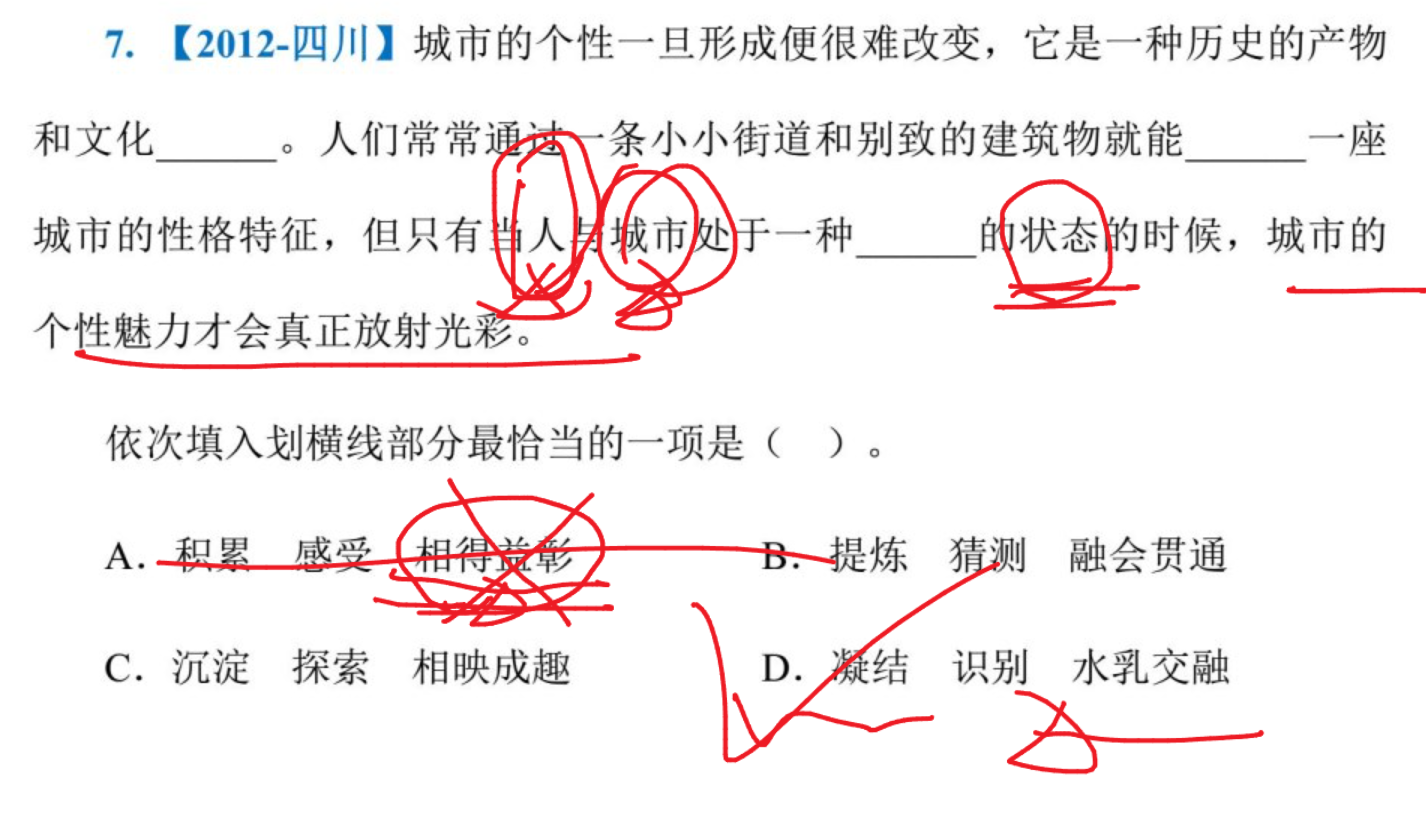 7. 【2012-四川】城市的个性一旦形成便很难改变，它是一种历史的产物
和文化______。人们常常通过一条小小街道和别致的建筑物就能______一座
城市的性格特征，但只有当人与城市处于一种______的状态的时候，城市的
个性魅力才会真正放射光彩。
依次填入划横线部分最恰当的一项是（ ）。
A. 积累 感受 相得益彰 B. 提炼 猜测 融会贯通
C. 沉淀 探索 相映成趣 D. 凝结 识别 水乳交融